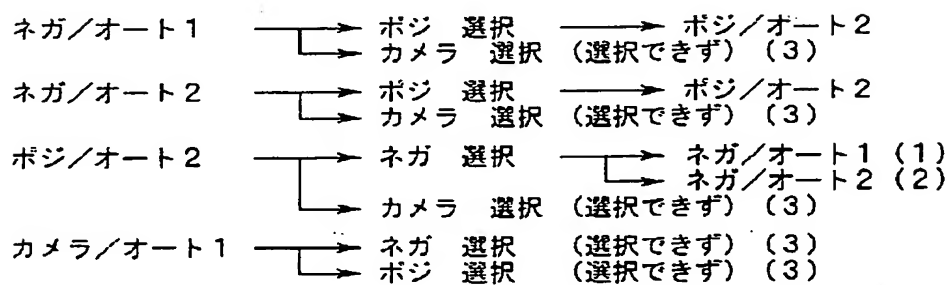 ネガ/オート1 ポジ 選択 ポジ/オート2
カメラ 選択 (選択できず) (3)
ネガ/オート2 ポジ 選択 ポジ/オート2
カメラ 選択 (選択できず) (3)
ポジ/オート2 ネガ 選択 ネガ/オート1 (1)
ネガ/オート2 (2)
カメラ 選択 (選択できず) (3)
カメラ/オート1 ネガ 選択 (選択できず) (3)
ポジ 選択 (選択できず) (3)